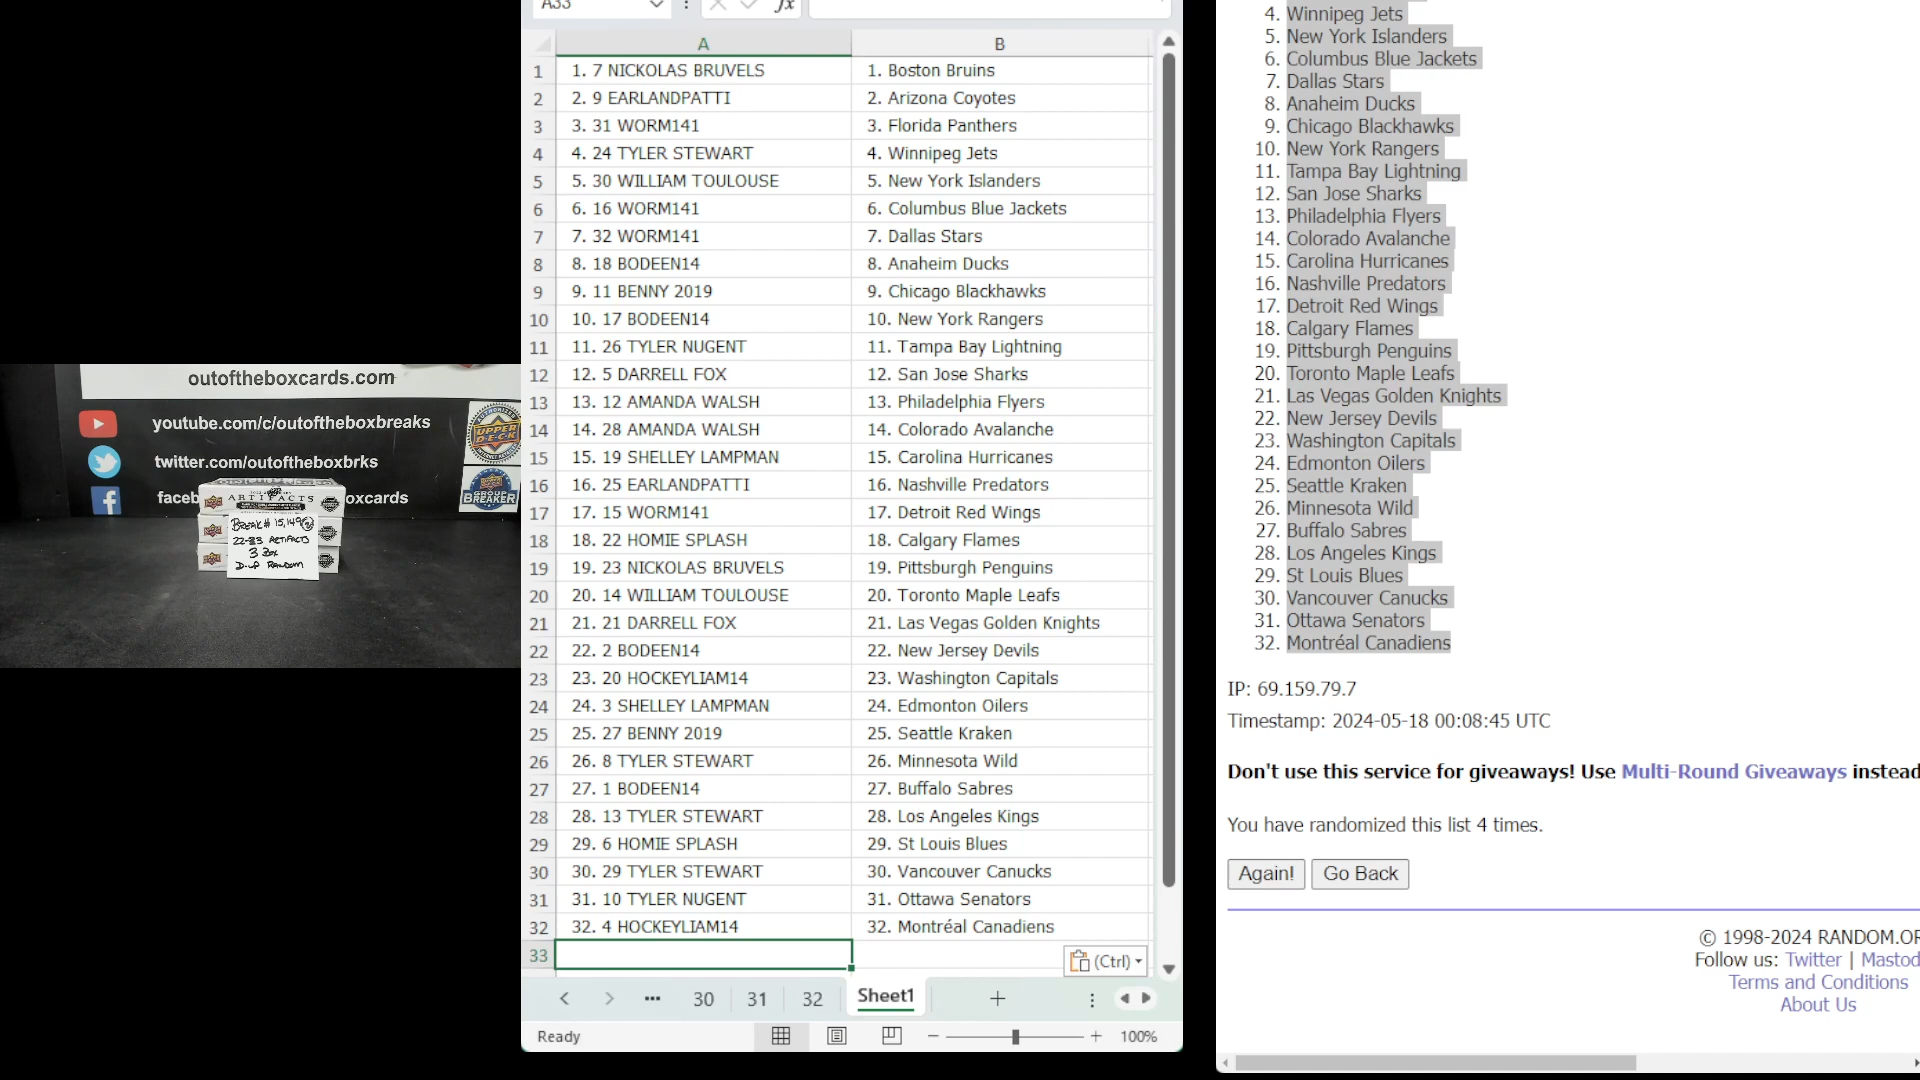 outoftheboxcards.com
youtube.com/c/outoftheboxbreaks
twitter.com/outoftheboxbrks
faceb oxcards
AUTHORIZED
UPPER DECK
INTERNET RETAILER
GROUP BREAKER
ARTIFACTS
BREAK# 15,149
22-23 ARTIFACTS
3 BOX
D-UP RANDOM
A33
fx
A B
1 1. 7 NICKOLAS BRUVELS 1. Boston Bruins
2 2. 9 EARLANDPATTI 2. Arizona Coyotes
3 3. 31 WORM141 3. Florida Panthers
4 4. 24 TYLER STEWART 4. Winnipeg Jets
5 5. 30 WILLIAM TOULOUSE 5. New York Islanders
6 6. 16 WORM141 6. Columbus Blue Jackets
7 7. 32 WORM141 7. Dallas Stars
8 8. 18 BODEEN14 8. Anaheim Ducks
9 9. 11 BENNY 2019 9. Chicago Blackhawks
10 10. 17 BODEEN14 10. New York Rangers
11 11. 26 TYLER NUGENT 11. Tampa Bay Lightning
12 12. 5 DARRELL FOX 12. San Jose Sharks
13 13. 12 AMANDA WALSH 13. Philadelphia Flyers
14 14. 28 AMANDA WALSH 14. Colorado Avalanche
15 15. 19 SHELLEY LAMPMAN 15. Carolina Hurricanes
16 16. 25 EARLANDPATTI 16. Nashville Predators
17 17. 15 WORM141 17. Detroit Red Wings
18 18. 22 HOMIE SPLASH 18. Calgary Flames
19 19. 23 NICKOLAS BRUVELS 19. Pittsburgh Penguins
20 20. 14 WILLIAM TOULOUSE 20. Toronto Maple Leafs
21 21. 21 DARRELL FOX 21. Las Vegas Golden Knights
22 22. 2 BODEEN14 22. New Jersey Devils
23 23. 20 HOCKEYLIAM14 23. Washington Capitals
24 24. 3 SHELLEY LAMPMAN 24. Edmonton Oilers
25 25. 27 BENNY 2019 25. Seattle Kraken
26 26. 8 TYLER STEWART 26. Minnesota Wild
27 27. 1 BODEEN14 27. Buffalo Sabres
28 28. 13 TYLER STEWART 28. Los Angeles Kings
29 29. 6 HOMIE SPLASH 29. St Louis Blues
30 30. 29 TYLER STEWART 30. Vancouver Canucks
31 31. 10 TYLER NUGENT 31. Ottawa Senators
32 32. 4 HOCKEYLIAM14 32. Montréal Canadiens
33
(Ctrl)
... 30 31 32 Sheet1 +
Ready 100%
4. Winnipeg Jets
5. New York Islanders
6. Columbus Blue Jackets
7. Dallas Stars
8. Anaheim Ducks
9. Chicago Blackhawks
10. New York Rangers
11. Tampa Bay Lightning
12. San Jose Sharks
13. Philadelphia Flyers
14. Colorado Avalanche
15. Carolina Hurricanes
16. Nashville Predators
17. Detroit Red Wings
18. Calgary Flames
19. Pittsburgh Penguins
20. Toronto Maple Leafs
21. Las Vegas Golden Knights
22. New Jersey Devils
23. Washington Capitals
24. Edmonton Oilers
25. Seattle Kraken
26. Minnesota Wild
27. Buffalo Sabres
28. Los Angeles Kings
29. St Louis Blues
30. Vancouver Canucks
31. Ottawa Senators
32. Montréal Canadiens
IP: 69.159.79.7
Timestamp: 2024-05-18 00:08:45 UTC
Don't use this service for giveaways! Use Multi-Round Giveaways instead
You have randomized this list 4 times.
Again! Go Back
© 1998-2024 RANDOM.OR
Follow us: Twitter | Mastod
Terms and Conditions
About Us